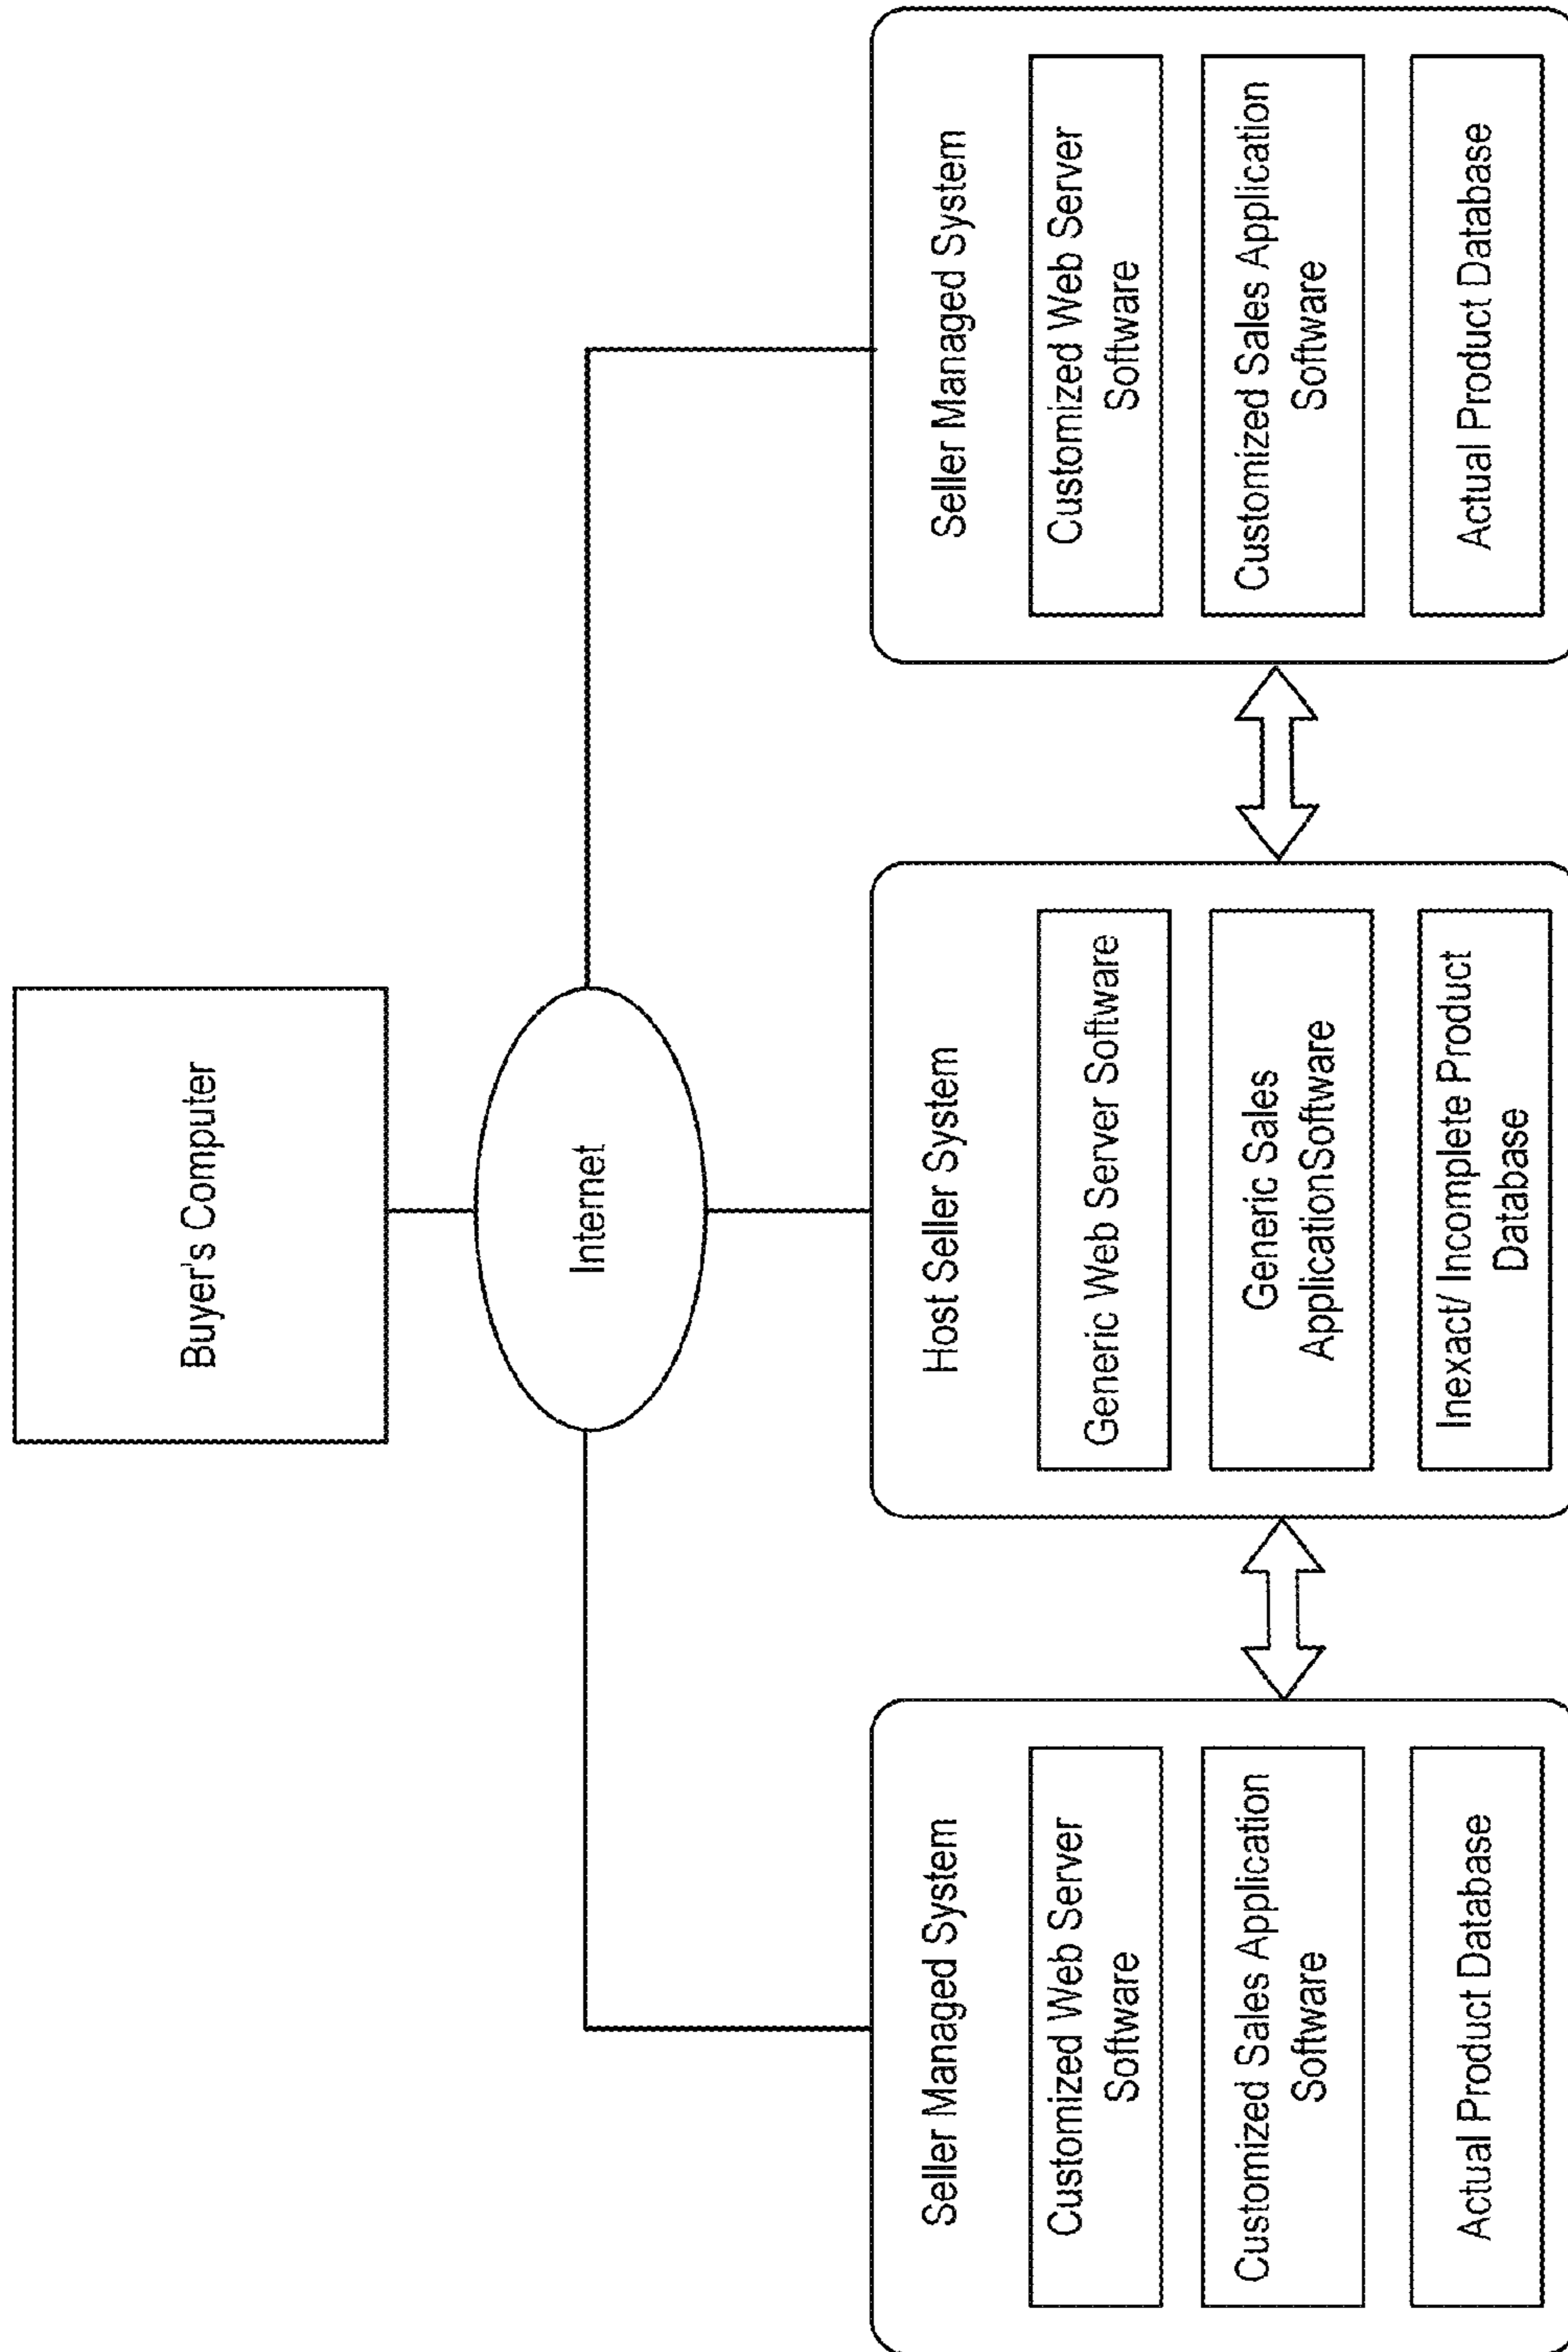 Buyer's Computer
Internet
Seller Managed System
Customized Web Server
Software
Customized Sales Application
Software
Actual Product Database
Host Seller System
Generic Web Server Software
Generic Sales
ApplicationSoftware
Inexact/ Incomplete Product
Database
Seller Managed System
Customized Web Server
Software
Customized Sales Application
Software
Actual Product Database